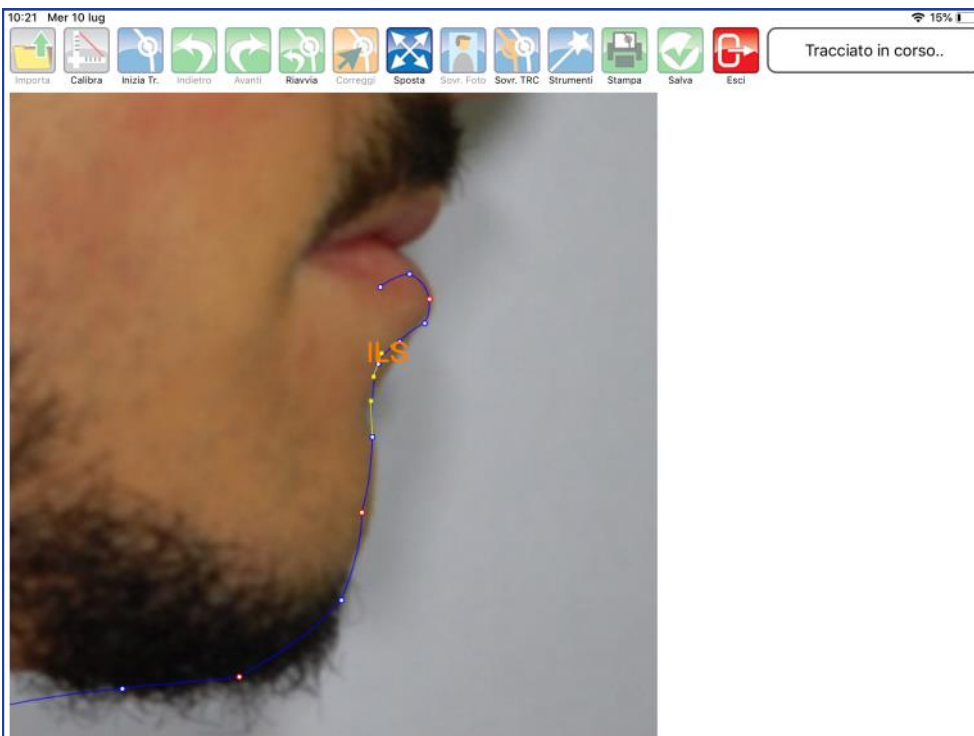 10:21 Mer 10 lug 15%
Importa Calibra Inizia Tr. Indietro Avanti Riavvia Correggi Sposta Sovr. Foto Sovr. TRC Strumenti Stampa Salva Esci
Tracciato in corso..
ILS